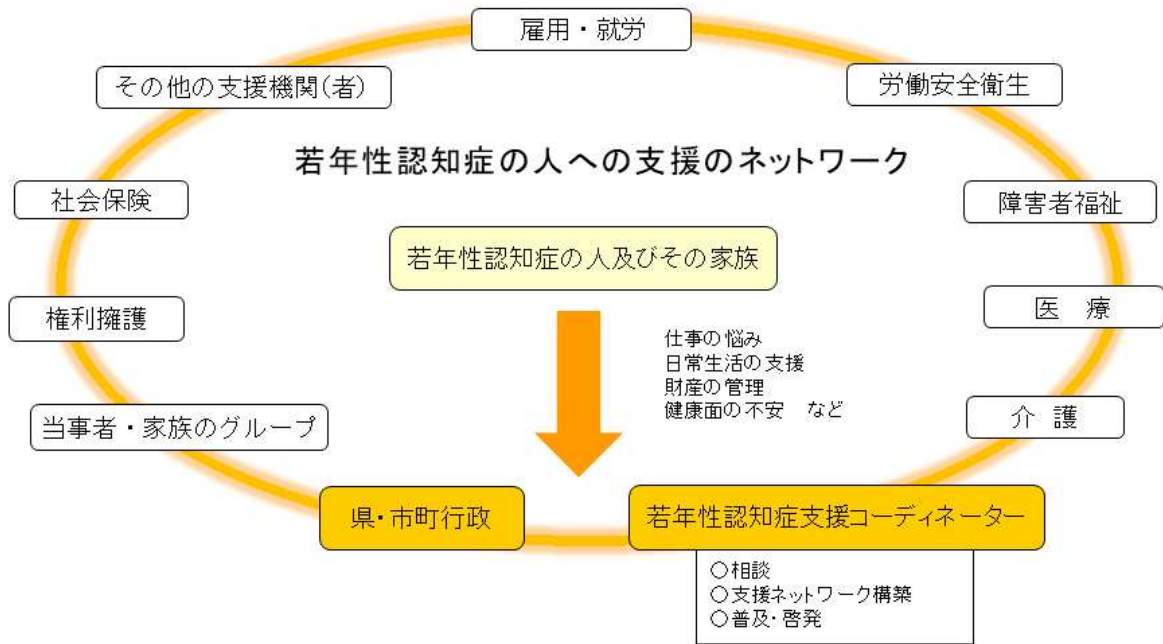 雇用・就労
その他の支援機関(者)
労働安全衛生
若年性認知症の人への支援のネットワーク
社会保険
障害者福祉
若年性認知症の人及びその家族
権利擁護
医　療
仕事の悩み
日常生活の支援
財産の管理
健康面の不安　など
当事者・家族のグループ
介　護
県・市町行政
若年性認知症支援コーディネーター
○相談
○支援ネットワーク構築
○普及・啓発